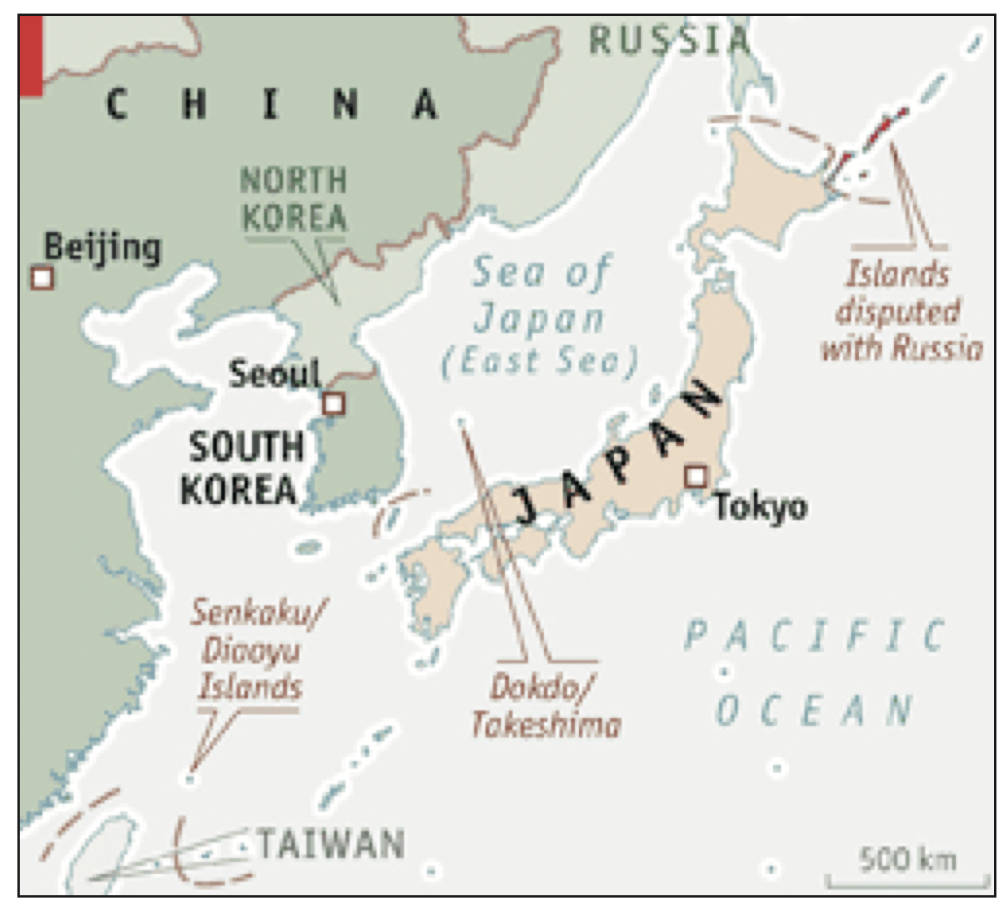 RUSSIA
CHINA
NORTH
KOREA
Beijing
Sea of
Japan
(East Sea)
Islands
disputed
with Russia
Seoul
SOUTH
KOREA
JAPAN
Tokyo
Senkaku/
Diaoyu
Islands
PACIFIC
OCEAN
Dokdo/
Takeshima
TAIWAN
500 km